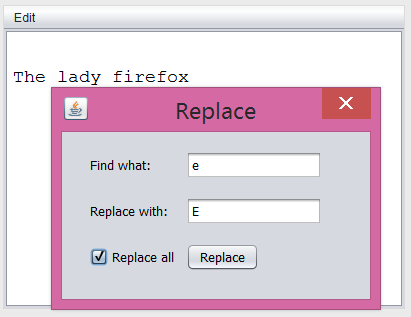 Edit
The lady firefox
Replace
Find what: e
Replace with: E
Replace all Replace